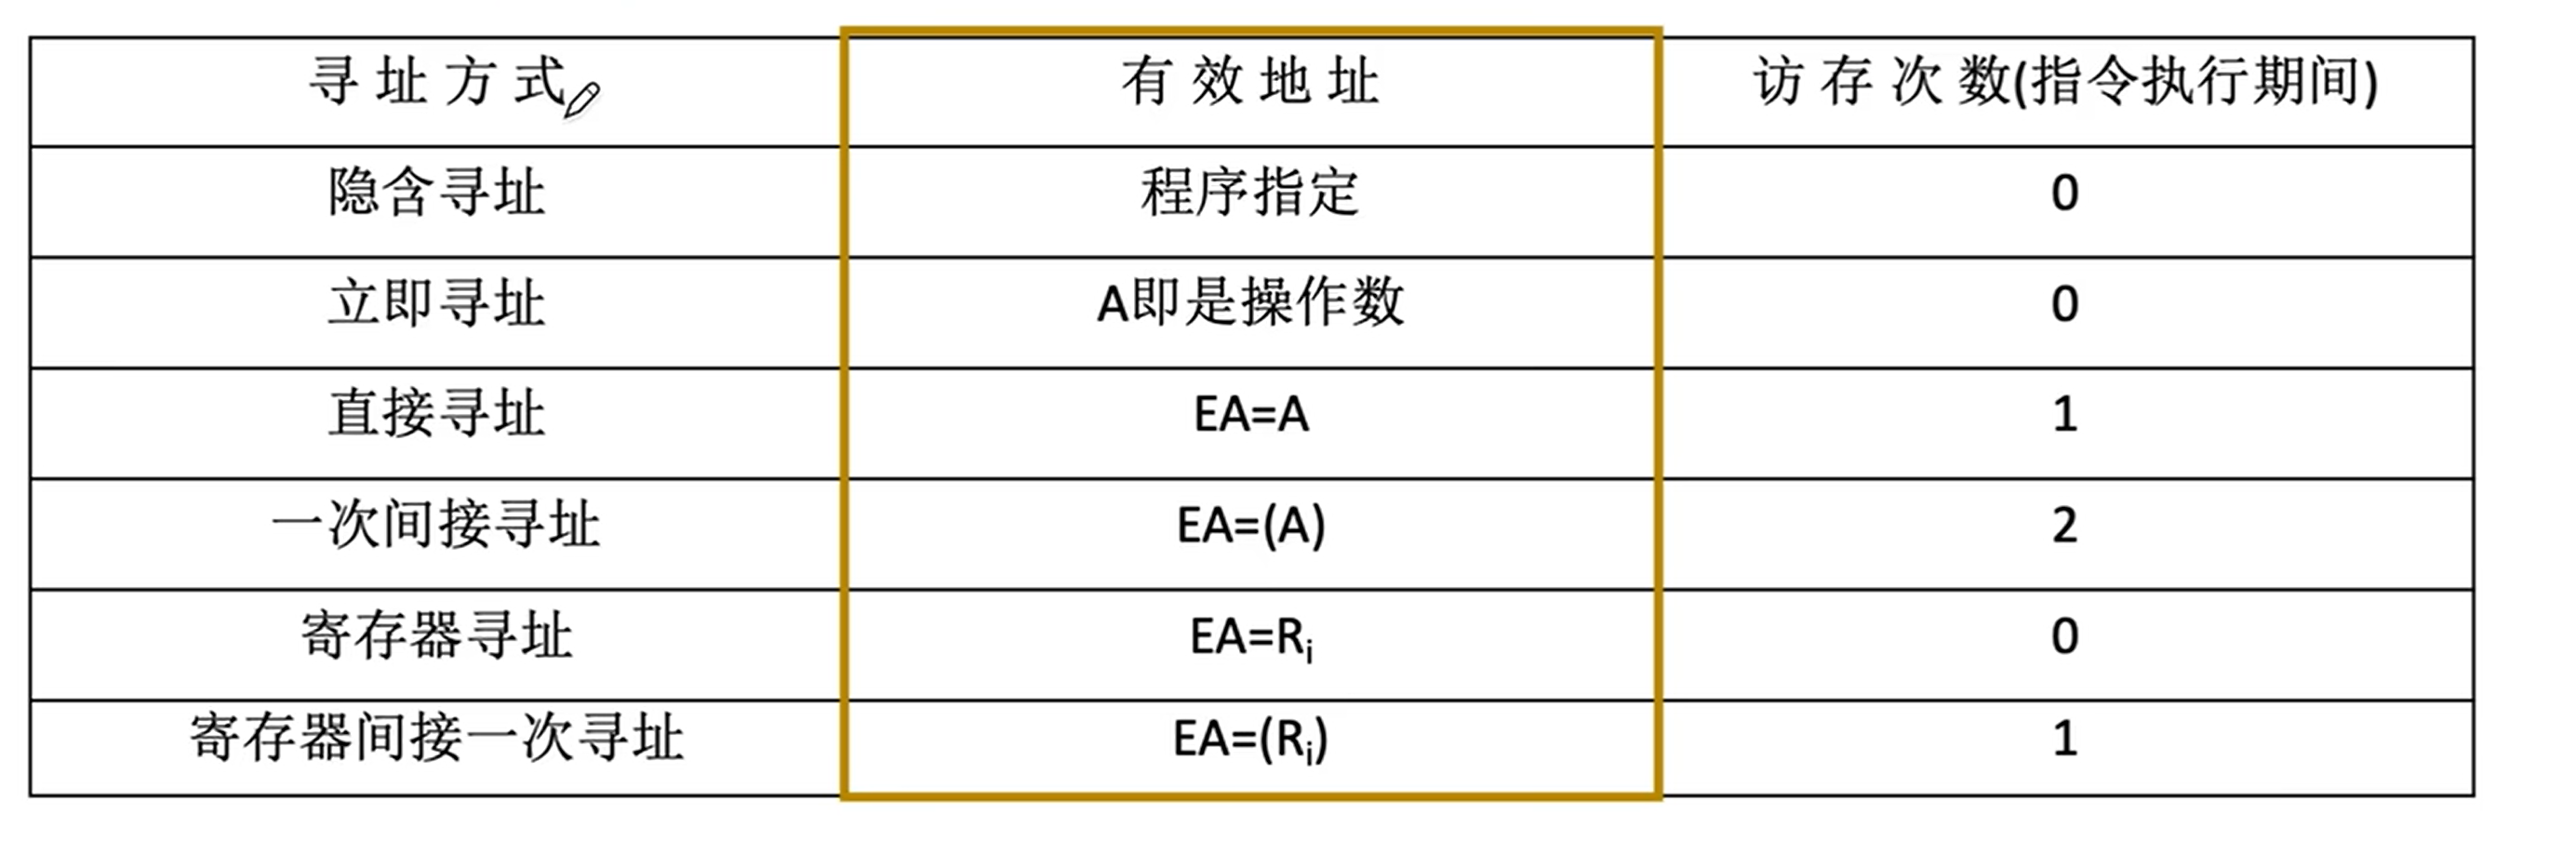 寻址方式 有效地址 访存次数(指令执行期间)
隐含寻址 程序指定 0
立即寻址 A即是操作数 0
直接寻址 EA=A 1
一次间接寻址 EA=(A) 2
寄存器寻址 EA=Rᵢ 0
寄存器间接一次寻址 EA=(Rᵢ) 1